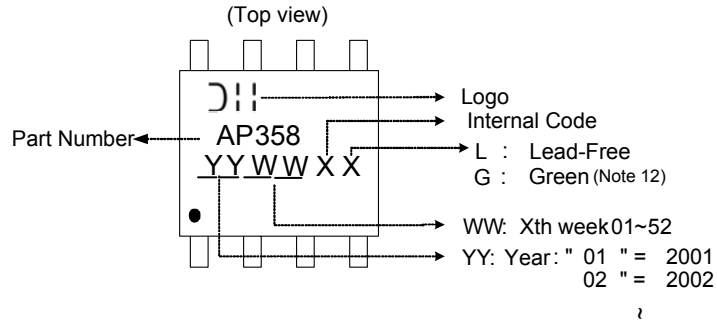 (Top view)
Logo
Internal Code
Part Number
AP358
YYWWXX
L : Lead-Free
G : Green (Note 12)
WW: Xth week 01~52
YY: Year: " 01 " = 2001
02 " = 2002
~